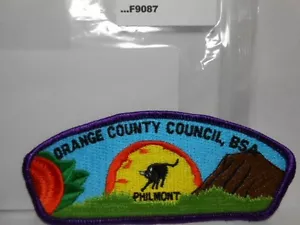 ...F9087
ORANGE COUNTY COUNCIL, BSA
PHILMONT